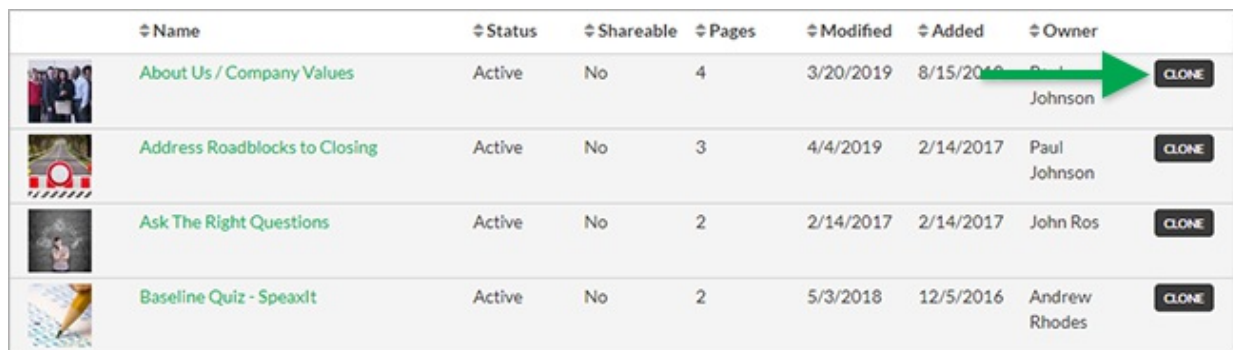 Name Status Shareable Pages Modified Added Owner
About Us / Company Values Active No 4 3/20/2019 8/15/20 CLONE
Johnson
Address Roadblocks to Closing Active No 3 4/4/2019 2/14/2017 Paul CLONE
Johnson
Ask The Right Questions Active No 2 2/14/2017 2/14/2017 John Ros CLONE
Baseline Quiz - SpeaxIt Active No 2 5/3/2018 12/5/2016 Andrew CLONE
Rhodes